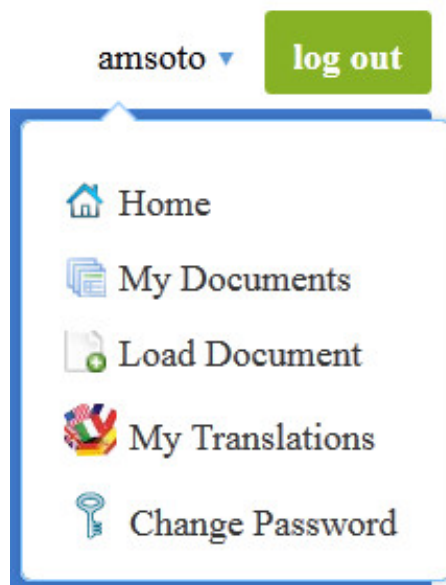 amsoto log out
Home
My Documents
Load Document
My Translations
Change Password